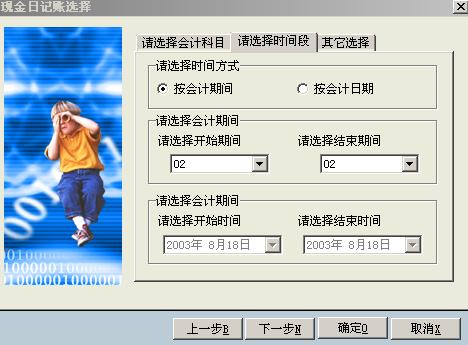 现金日记账选择
请选择会计科目 请选择时间段 其它选择
请选择时间方式
按会计期间 按会计日期
请选择会计期间
请选择开始期间 请选择结束期间
02 02
请选择会计期间
请选择开始时间 请选择结束时间
2003年 8月18日 2003年 8月18日
001
1
00100000
100000100000
1000001000001
上一步B 下一步N 确定O 取消X